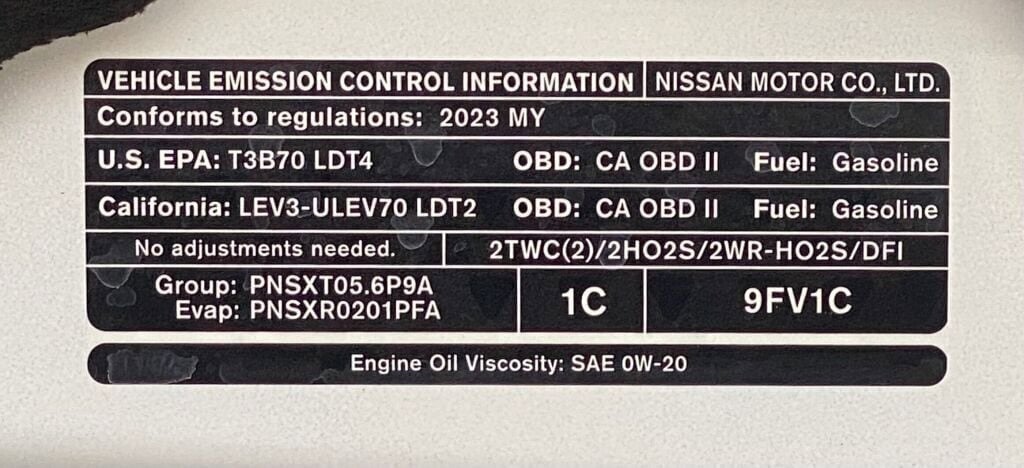 VEHICLE EMISSION CONTROL INFORMATION NISSAN MOTOR CO., LTD.
Conforms to regulations: 2023 MY
U.S. EPA: T3B70 LDT4 OBD: CA OBD II Fuel: Gasoline
California: LEV3-ULEV70 LDT2 OBD: CA OBD II Fuel: Gasoline
No adjustments needed. 2TWC(2)/2HO2S/2WR-HO2S/DFI
Group: PNSXT05.6P9A
Evap: PNSXR0201PFA
1C 9FV1C
Engine Oil Viscosity: SAE 0W-20